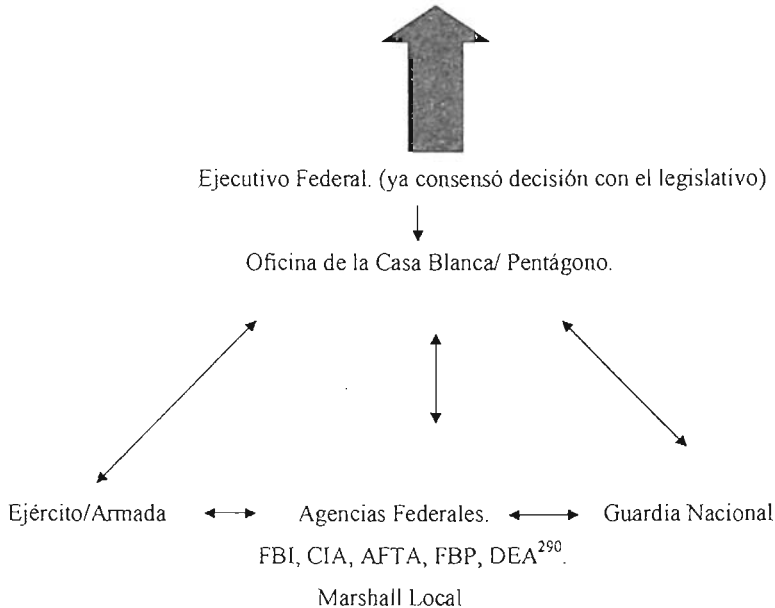 Ejecutivo Federal. (ya consensó decisión con el legislativo)
Oficina de la Casa Blanca/ Pentágono.
Ejército/Armada Agencias Federales. Guardia Nacional
FBI, CIA, AFTA, FBP, DEA²⁹⁰.
Marshall Local